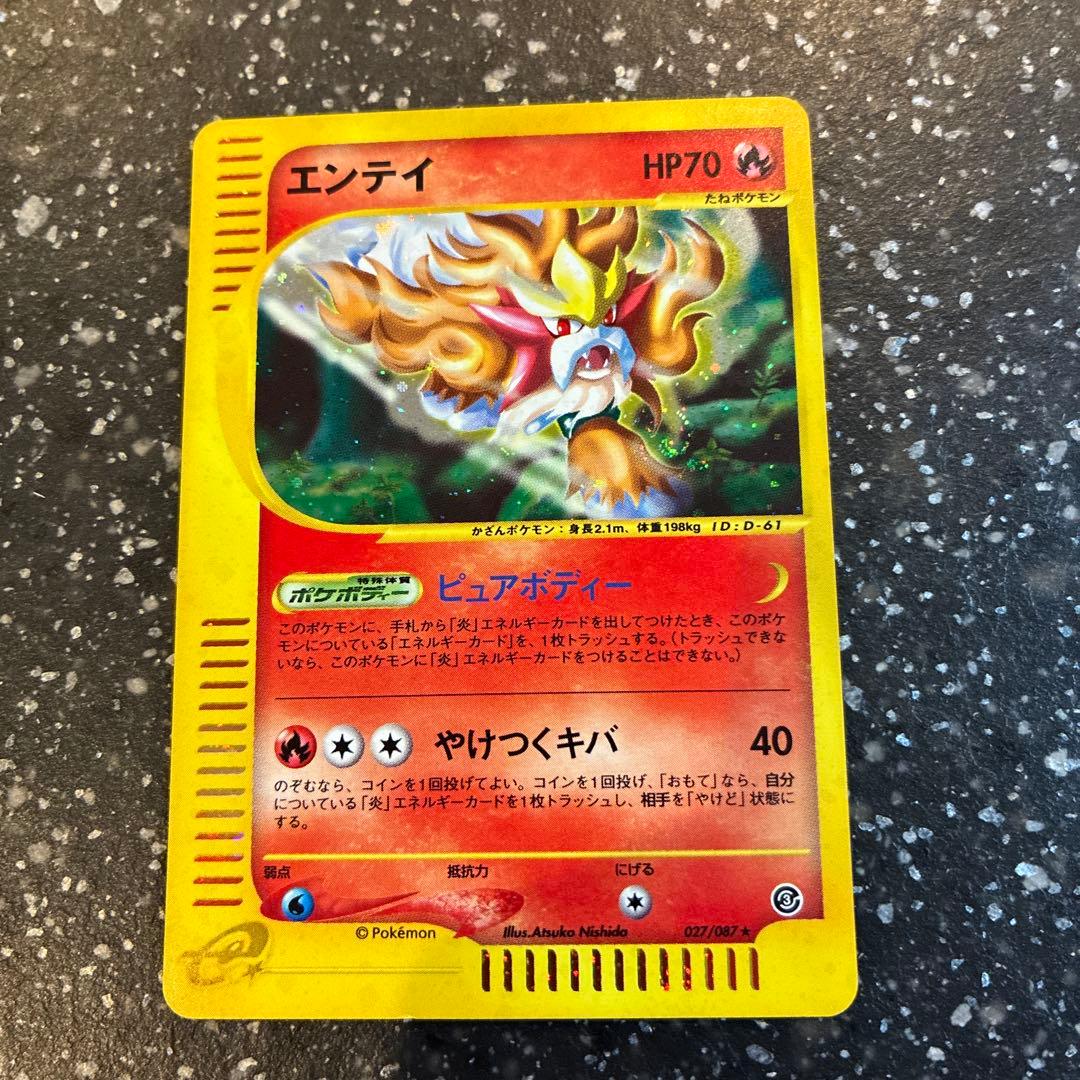 エンテイ HP70
たねポケモン
かざんポケモン：身長2.1m、体重198kg ID:D-61
特殊体質
ポケボディー ピュアボディー
このポケモンに、手札から「炎」エネルギーカードを出してつけたとき、このポケ
モンについている「エネルギーカード」を、1枚トラッシュする。（トラッシュできな
いなら、このポケモンに「炎」エネルギーカードをつけることはできない。）
やけつくキバ 40
のぞむなら、コインを1回投げてよい。コインを1回投げ、「おもて」なら、自分
についている「炎」エネルギーカードを1枚トラッシュし、相手を「やけど」状態に
する。
弱点 抵抗力 にげる
3
©Pokémon Illus.Atsuko Nishida 027/087★
e